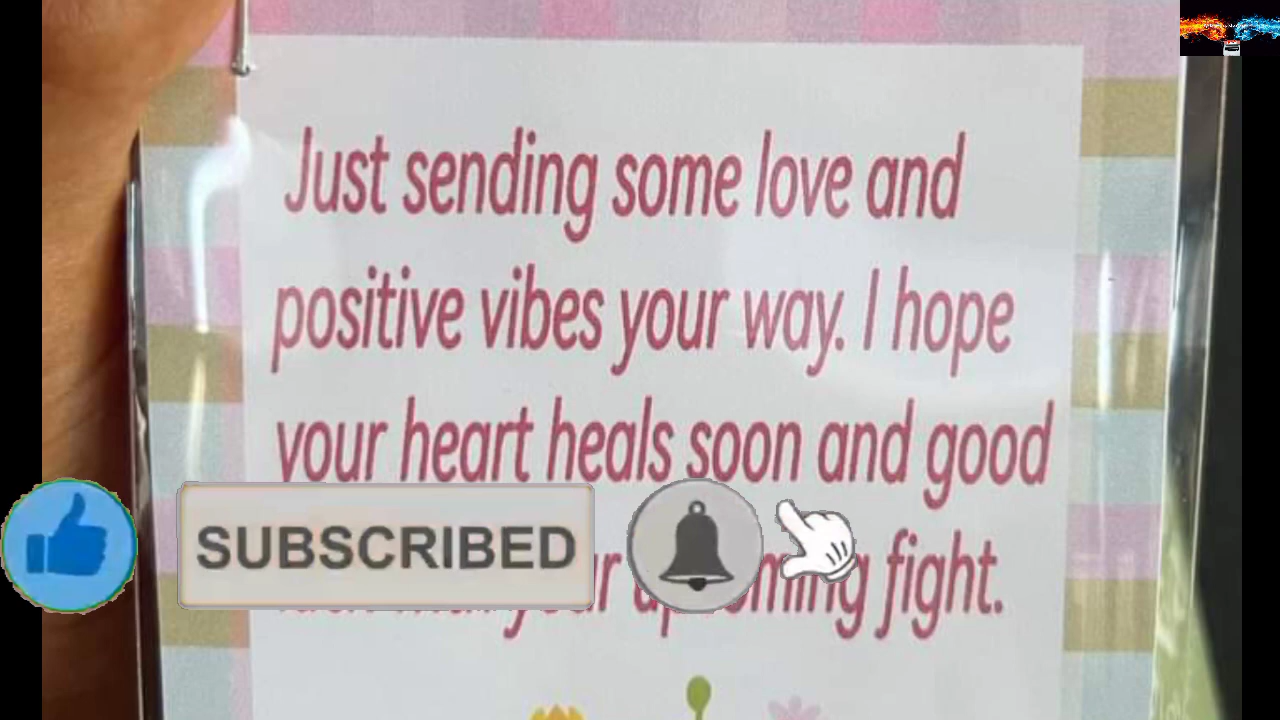 Just sending some love and
positive vibes your way. I hope
your heart heals soon and good
fight.
SUBSCRIBED